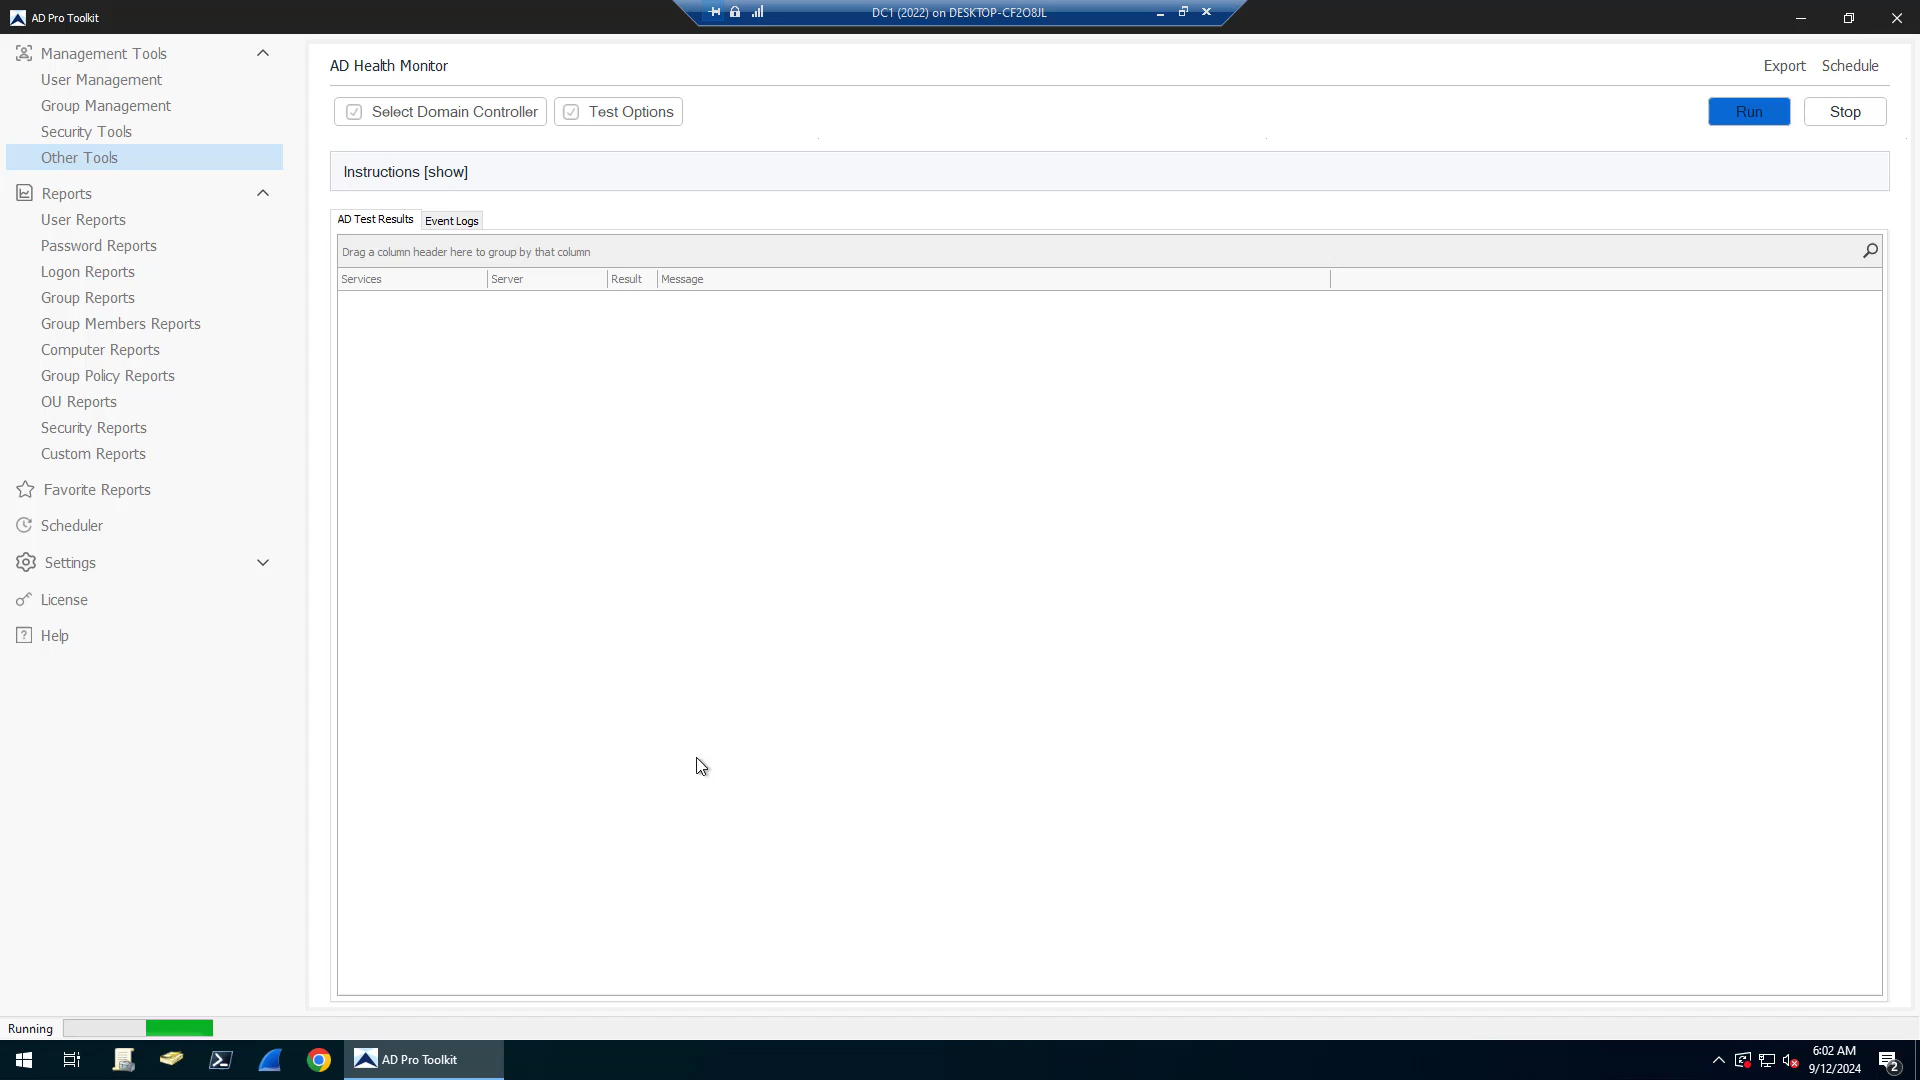 AD Pro Toolkit
DC1 (2022) on DESKTOP-CF2O8JL
Management Tools
User Management
Group Management
Security Tools
Other Tools
Reports
User Reports
Password Reports
Logon Reports
Group Reports
Group Members Reports
Computer Reports
Group Policy Reports
OU Reports
Security Reports
Custom Reports
Favorite Reports
Scheduler
Settings
License
Help
AD Health Monitor
Export Schedule
Select Domain Controller Test Options Run Stop
Instructions [show]
AD Test Results Event Logs
Drag a column header here to group by that column
Services Server Result Message
Running
AD Pro Toolkit
6:02 AM
9/12/2024
2